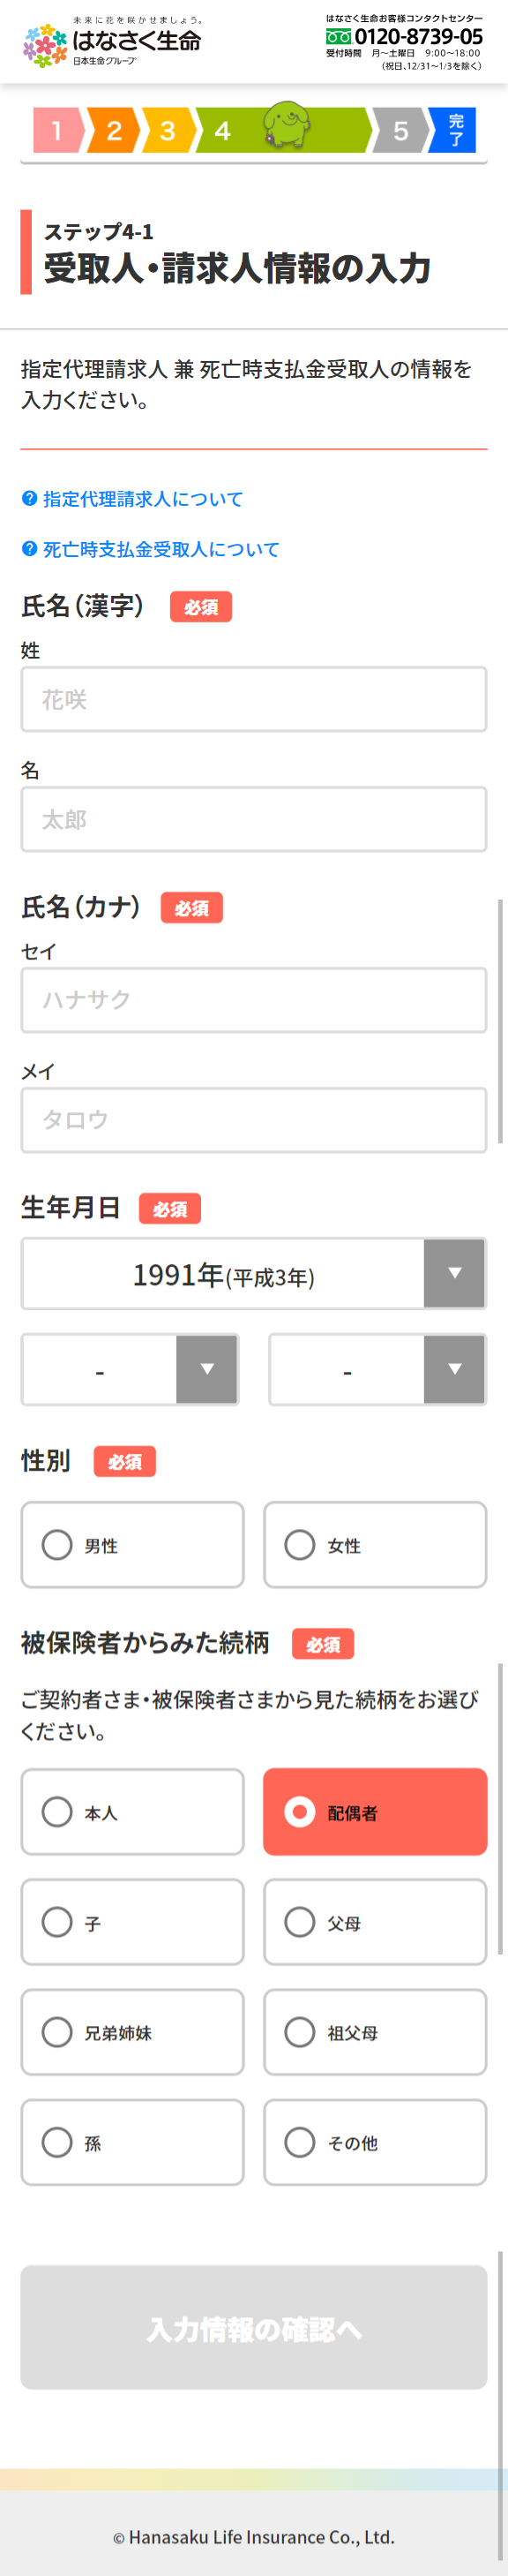 未来に花を咲かせましょう。
はなさく生命
日本生命グループ
はなさく生命お客様コンタクトセンター
0120-8739-05
受付時間 月〜土曜日 9:00〜18:00
(祝日、12/31〜1/3を除く)
1 2 3 4 5 完了
ステップ4-1
受取人・請求人情報の入力
指定代理請求人 兼 死亡時支払金受取人の情報を
入力ください。
? 指定代理請求人について
? 死亡時支払金受取人について
氏名(漢字) 必須
姓
花咲
名
太郎
氏名(カナ) 必須
セイ
ハナサク
メイ
タロウ
生年月日 必須
1991年(平成3年) ▼
- ▼ - ▼
性別 必須
男性 女性
被保険者からみた続柄 必須
ご契約者さま・被保険者さまから見た続柄をお選び
ください。
本人 配偶者
子 父母
兄弟姉妹 祖父母
孫 その他
入力情報の確認へ
© Hanasaku Life Insurance Co., Ltd.